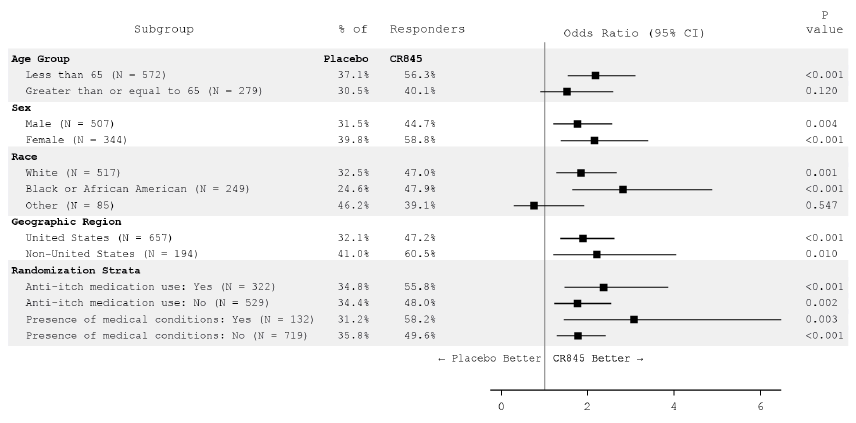 Subgroup % of Responders Odds Ratio (95% CI) P value
Age Group Placebo CR845
Less than 65 (N = 572) 37.1% 56.3% <0.001
Greater than or equal to 65 (N = 279) 30.5% 40.1% 0.120
Sex
Male (N = 507) 31.5% 44.7% 0.004
Female (N = 344) 39.8% 58.8% <0.001
Race
White (N = 517) 32.5% 47.0% 0.001
Black or African American (N = 249) 24.6% 47.9% <0.001
Other (N = 85) 46.2% 39.1% 0.547
Geographic Region
United States (N = 657) 32.1% 47.2% <0.001
Non-United States (N = 194) 41.0% 60.5% 0.010
Randomization Strata
Anti-itch medication use: Yes (N = 322) 34.8% 55.8% <0.001
Anti-itch medication use: No (N = 529) 34.4% 48.0% 0.002
Presence of medical conditions: Yes (N = 132) 31.2% 58.2% 0.003
Presence of medical conditions: No (N = 719) 35.8% 49.6% <0.001
← Placebo Better CR845 Better →
0 2 4 6